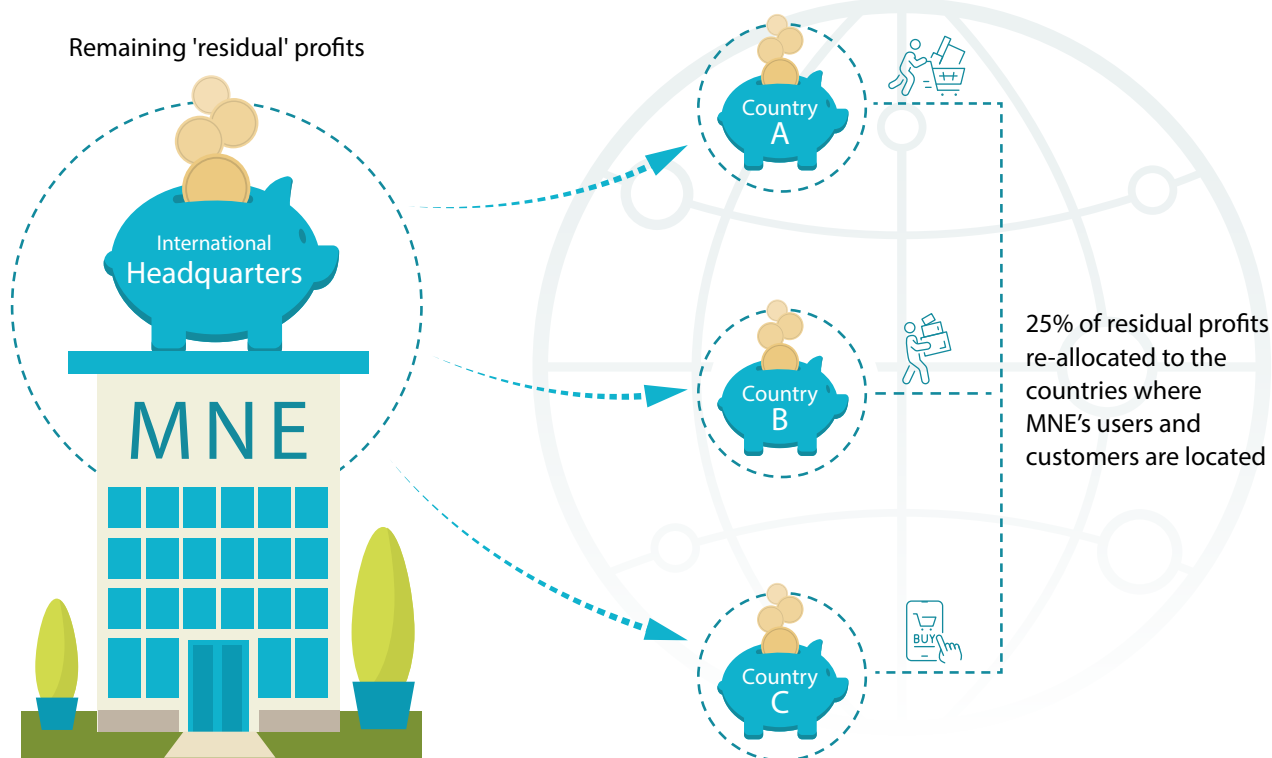 Remaining 'residual' profits
International
Headquarters
MNE
Country
A
Country
B
Country
C
BUY
25% of residual profits
re-allocated to the
countries where
MNE’s users and
customers are located